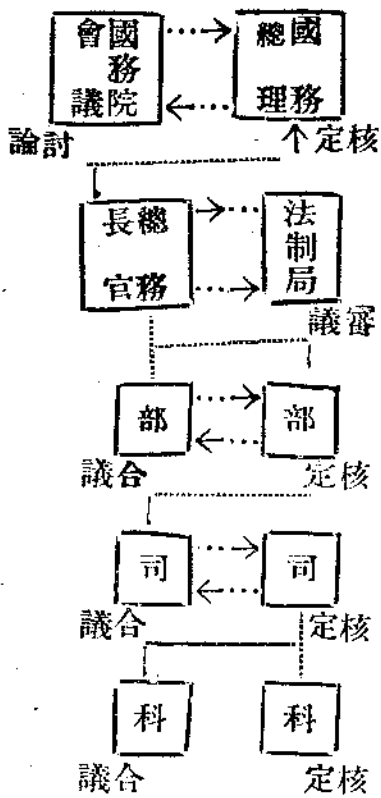 國務
總理
國務院
會議
核定
討論
法制局
總務
長官
審議
部
部
核定
合議
司
司
核定
合議
科
科
核定
合議